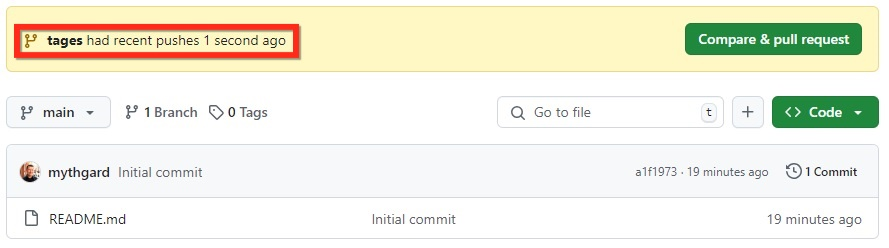 tages had recent pushes 1 second ago
Compare & pull request
main 1 Branch 0 Tags Go to file t + <> Code
mythgard Initial commit a1f1973 · 19 minutes ago 1 Commit
README.md Initial commit 19 minutes ago